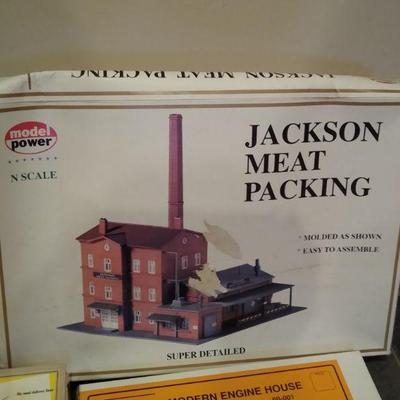 JACKSON MEAT PACKING
model
power
N SCALE
JACKSON
MEAT
PACKING
* MOLDED AS SHOWN
* EASY TO ASSEMBLE
SUPER DETAILED
MODERN ENGINE HOUSE